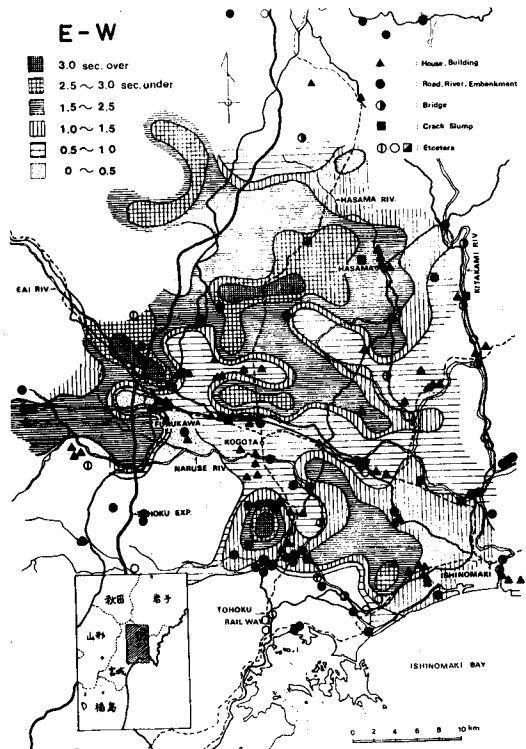 E-W
3.0 sec. over
2.5~3.0 sec. under
1.5~2.5
1.0~1.5
0.5~1.0
0~0.5
: House, Building
: Road, River, Embenkment
: Bridge
: Crack Slump
: Etcetera
HASAMA RIV.
HASAMA
KITAKAMI RIV
EAI RIV.
FURUKAWA
KOGOTA
NARUSE RIV.
TOHOKU EXP.
ISHINOMAKI
TOHOKU
RAIL WAY
ISHINOMAKI BAY
秋田
岩手
山形
宮城
福島
0 2 4 6 8 10 km